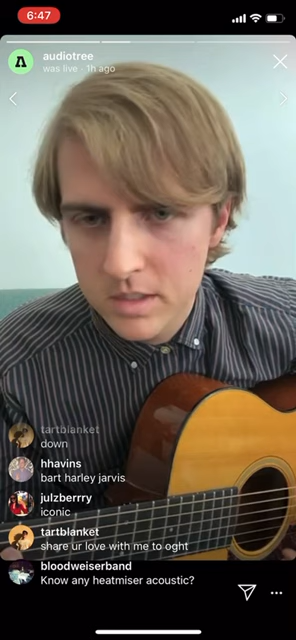 6:47
audiotree
was live · 1h ago
tartblanket
down
hhavins
bart harley jarvis
julzberrry
iconic
tartblanket
share ur love with me to oght
bloodweiserband
Know any heatmiser acoustic?